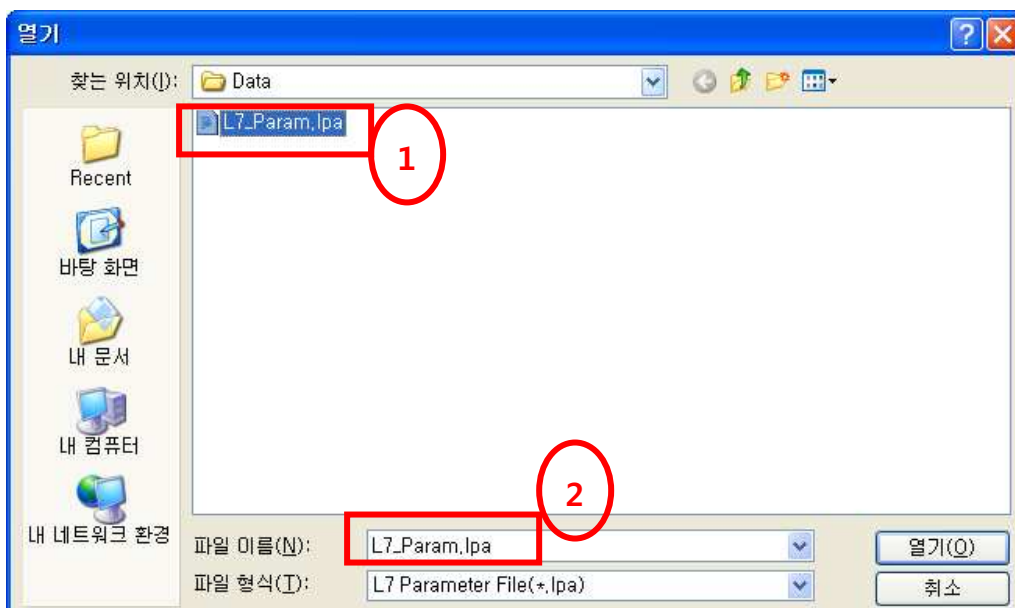 열기
찾는 위치(I):
Data
L7_Param,lpa
1
Recent
바탕 화면
내 문서
내 컴퓨터
내 네트워크 환경
2
파일 이름(N):
L7_Param,lpa
열기(O)
파일 형식(T):
L7 Parameter File(*,lpa)
취소